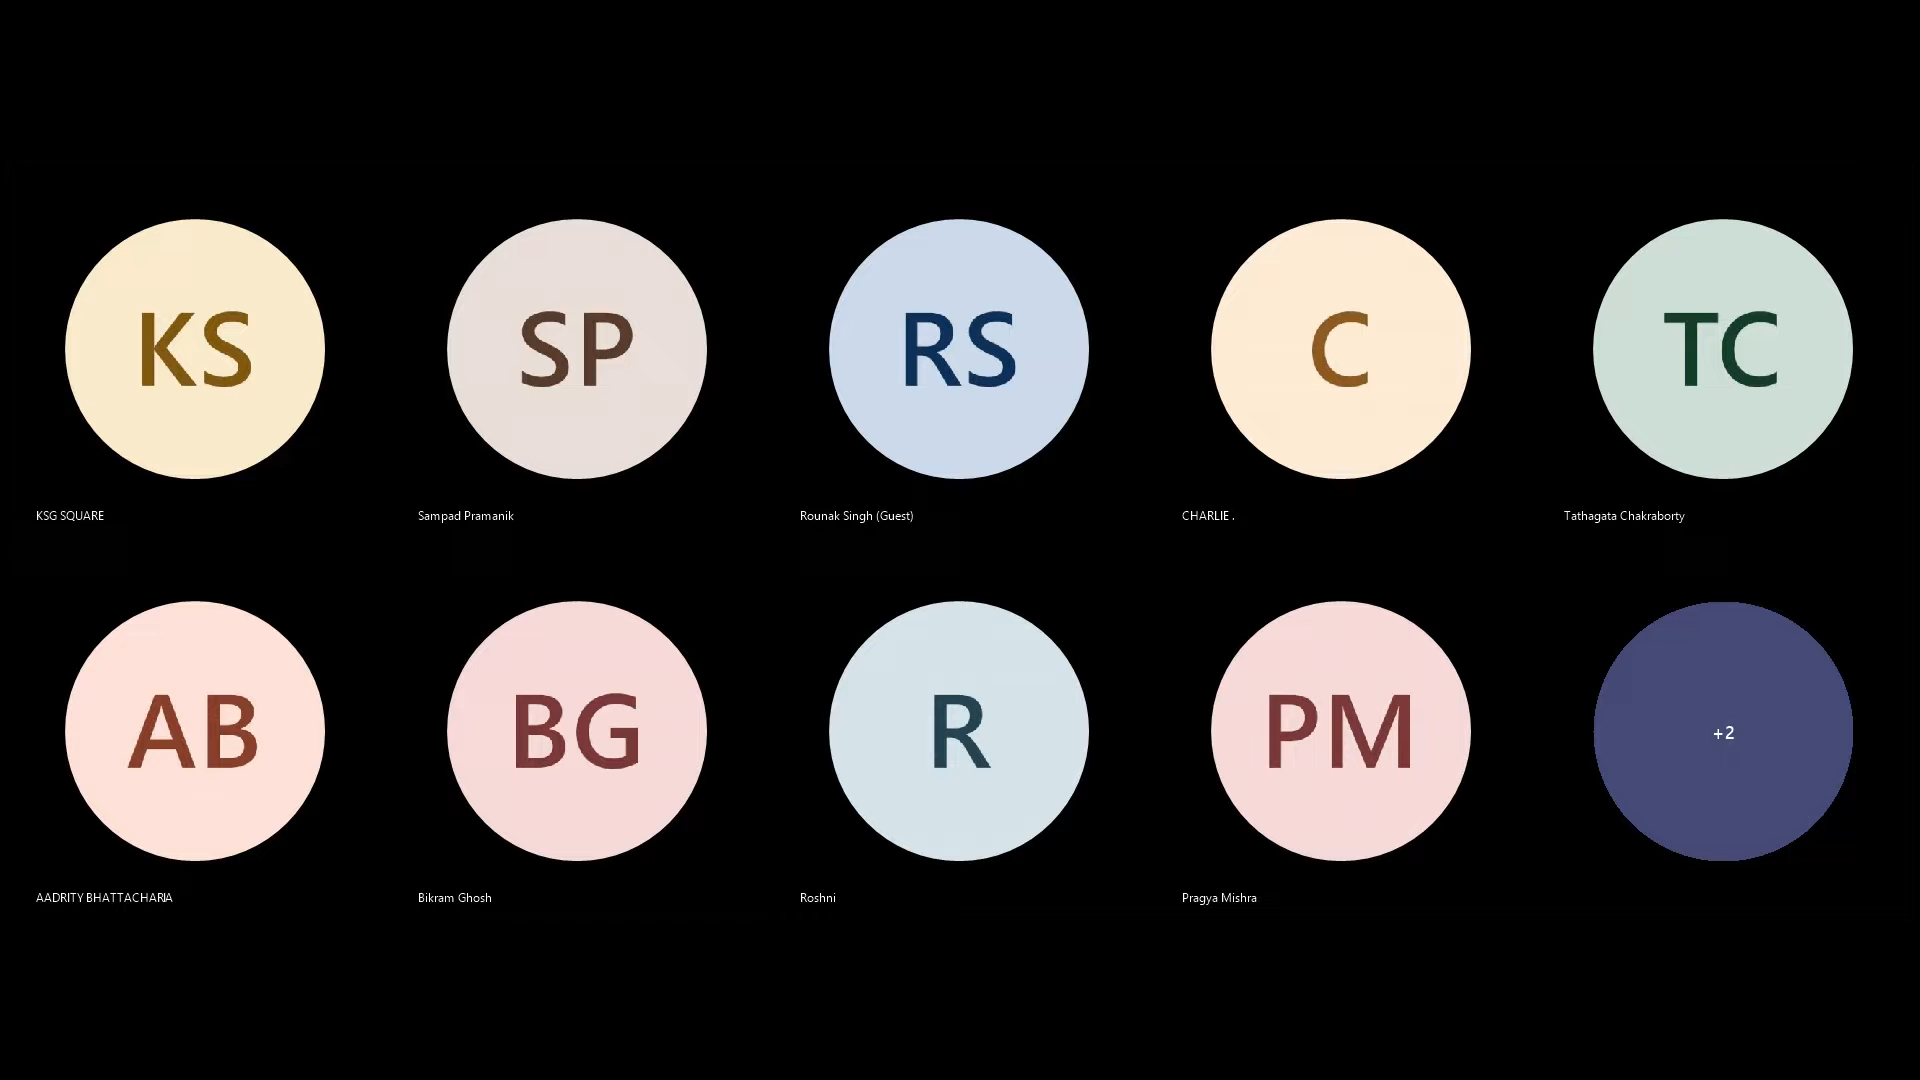 KS
SP
RS
C
TC
KSG SQUARE
Sampad Pramanik
Rounak Singh (Guest)
CHARLIE .
Tathagata Chakraborty
AB
BG
R
PM
+2
AADRITY BHATTACHARIA
Bikram Ghosh
Roshni
Pragya Mishra